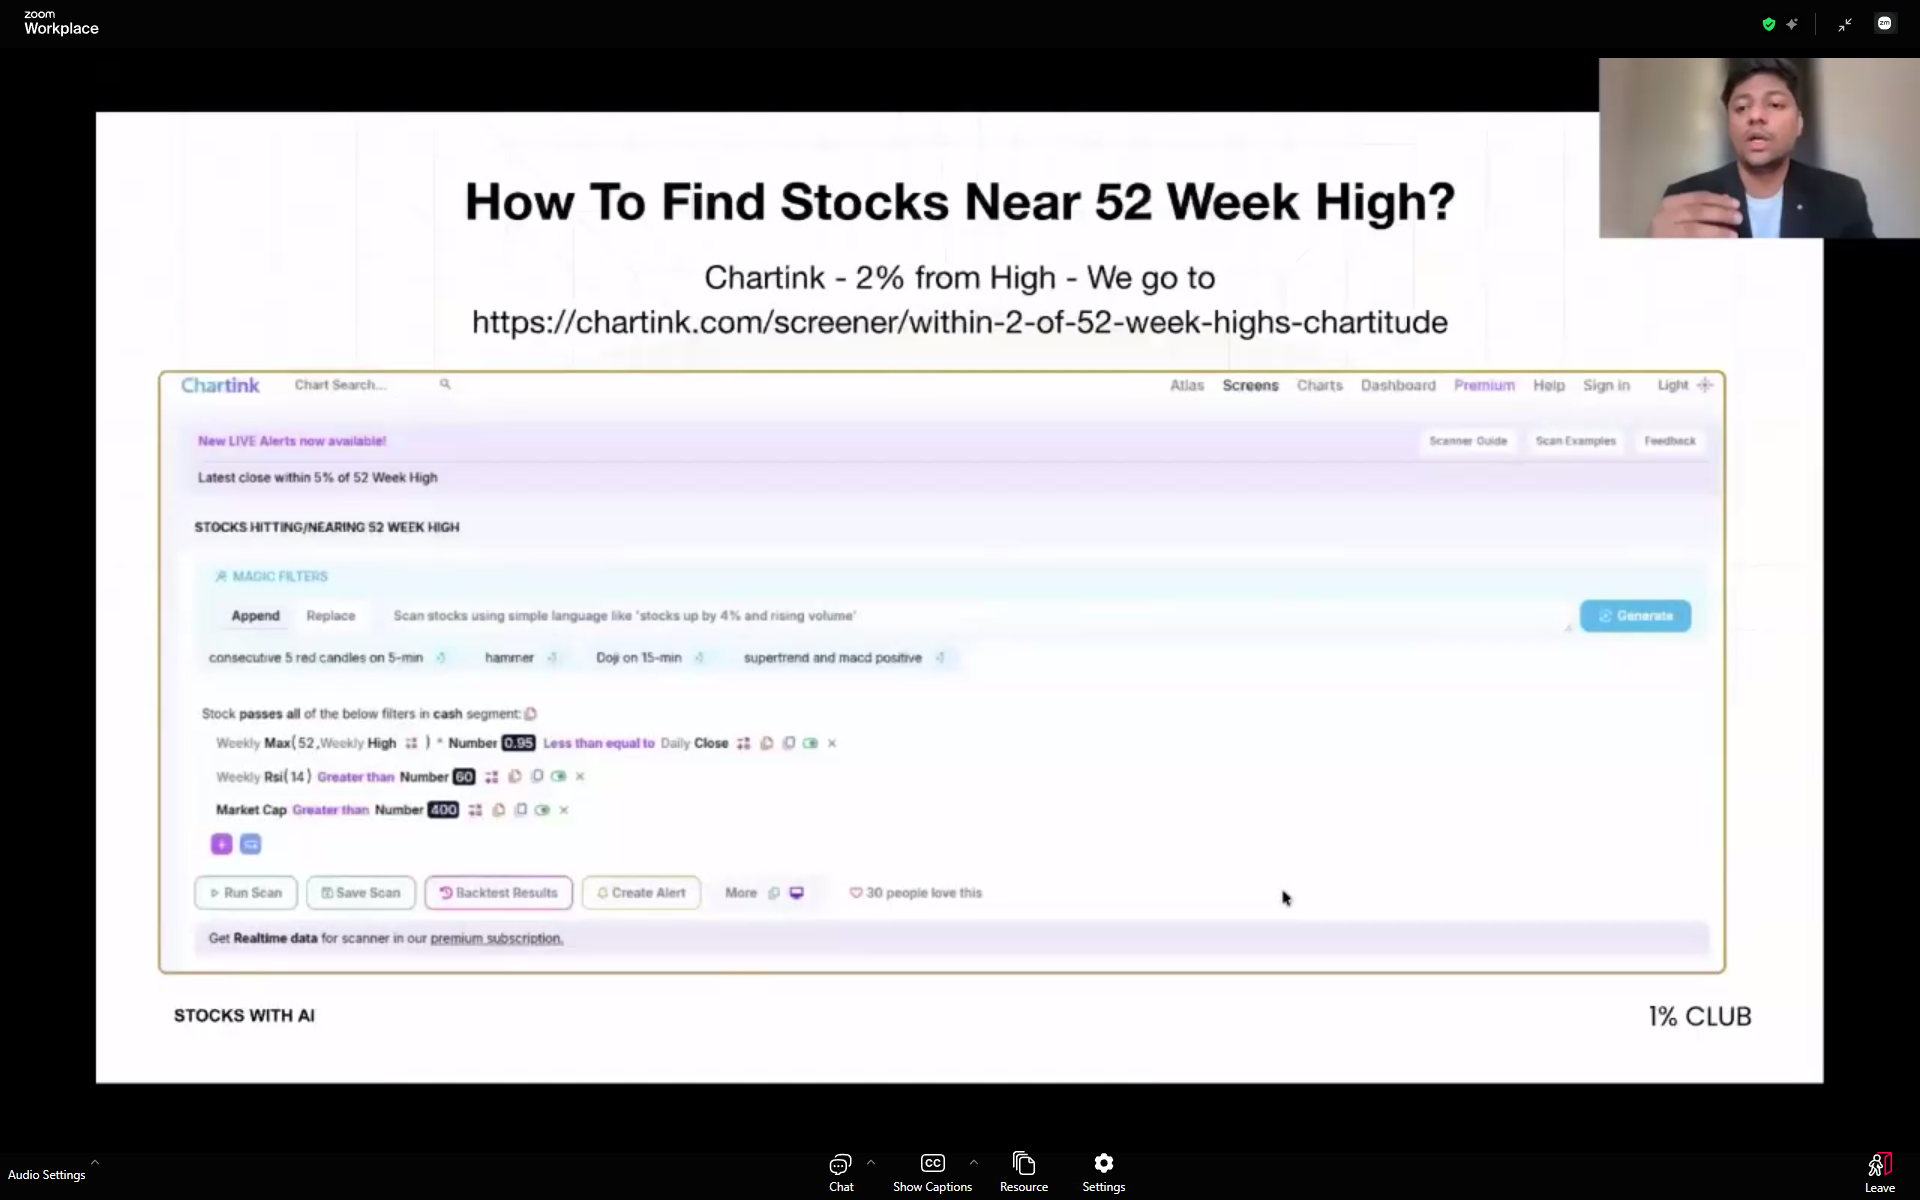 zoom
Workplace
How To Find Stocks Near 52 Week High?
Chartink - 2% from High - We go to
https://chartink.com/screener/within-2-of-52-week-highs-chartitude
Chartink Chart Search... Atlas Screens Charts Dashboard Premium Help Sign in Light
New LIVE Alerts now available! Scanner Guide Scan Examples Feedback
Latest close within 5% of 52 Week High
STOCKS HITTING/NEARING 52 WEEK HIGH
MAGIC FILTERS
Append Replace Scan stocks using simple language like 'stocks up by 4% and rising volume' Generate
consecutive 5 red candles on 5-min hammer Doji on 15-min supertrend and macd positive
Stock passes all of the below filters in cash segment:
Weekly Max(52,Weekly High ) * Number 0.95 Less than equal to Daily Close
Weekly Rsi(14) Greater than Number 60
Market Cap Greater than Number 400
Run Scan Save Scan Backtest Results Create Alert More 30 people love this
Get Realtime data for scanner in our premium subscription.
STOCKS WITH AI 1% CLUB
Audio Settings Chat CC Show Captions Resource Settings Leave